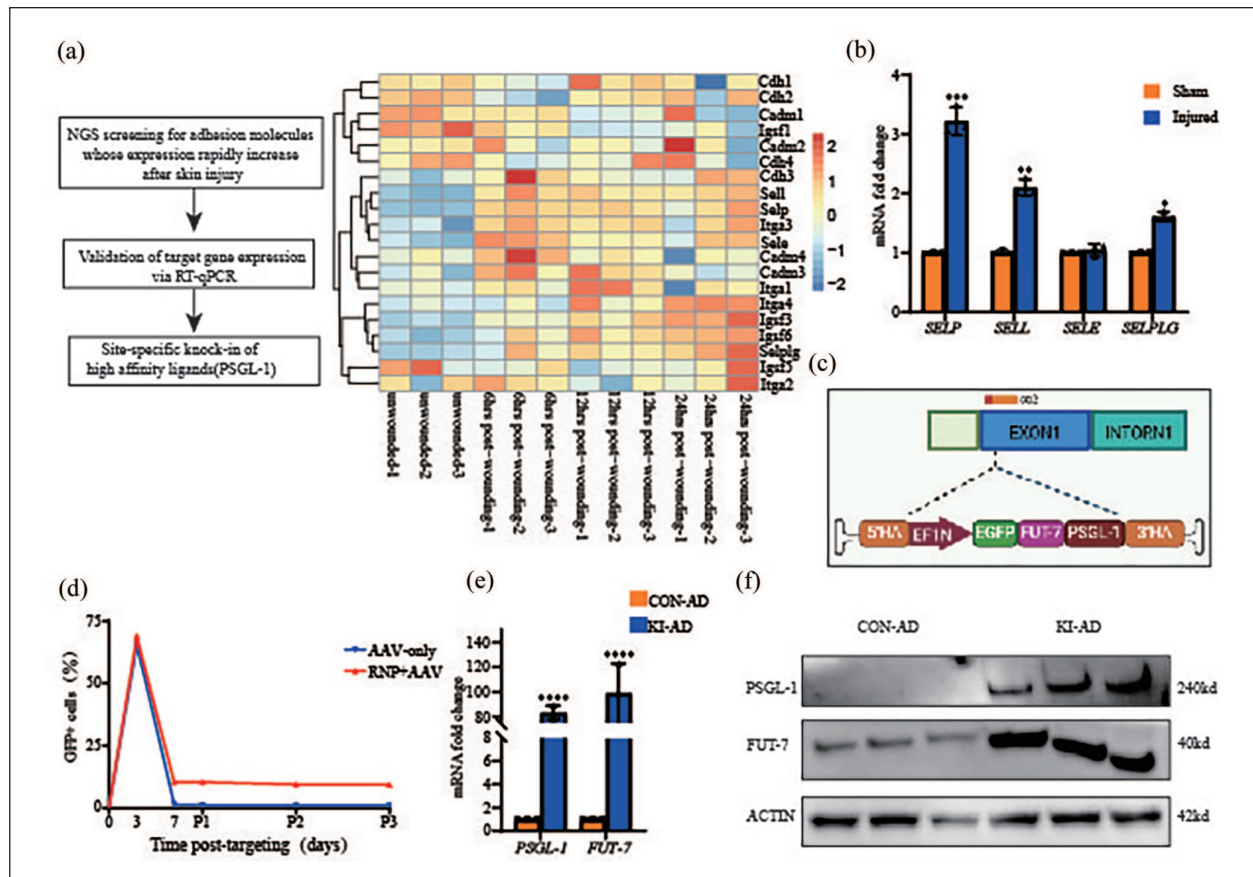 (a)
NGS screening for adhesion molecules
whose expression rapidly increase
after skin injury
Validation of target gene expression
via RT-qPCR
Site-specific knock-in of
high affinity ligands(PSGL-1)
Cdh1
Cdh2
Cadm1
Igsf1
Cadm2
Cdh4
Cdh3
Sell
Selp
Itga3
Sele
Cadm4
Cadm3
Itga1
Itga4
Igsf3
Igsf6
Selplg
Igsf5
Itga2
2
1
0
-1
-2
unwounded-1
unwounded-2
unwounded-3
6hrs post-wounding-1
6hrs post-wounding-2
6hrs post-wounding-3
12hrs post-wounding-1
12hrs post-wounding-2
12hrs post-wounding-3
24hrs post-wounding-1
24hrs post-wounding-2
24hrs post-wounding-3
(b)
Sham
Injured
mRNA fold change
4
3
2
1
0
SELP
SELL
SELE
SELPLG
(c)
EXON1
INTORN1
5'HA
EF1N
EGFP
FUT-7
PSGL-1
3'HA
(d)
GFP+ cells (%)
75
50
25
0
0
3
7
P1
P2
P3
Time post-targeting (days)
AAV-only
RNP+AAV
(e)
CON-AD
KI-AD
mRNA fold change
140
120
100
80
8
6
4
2
0
PSGL-1
FUT-7
(f)
CON-AD
KI-AD
PSGL-1
240kd
FUT-7
40kd
ACTIN
42kd